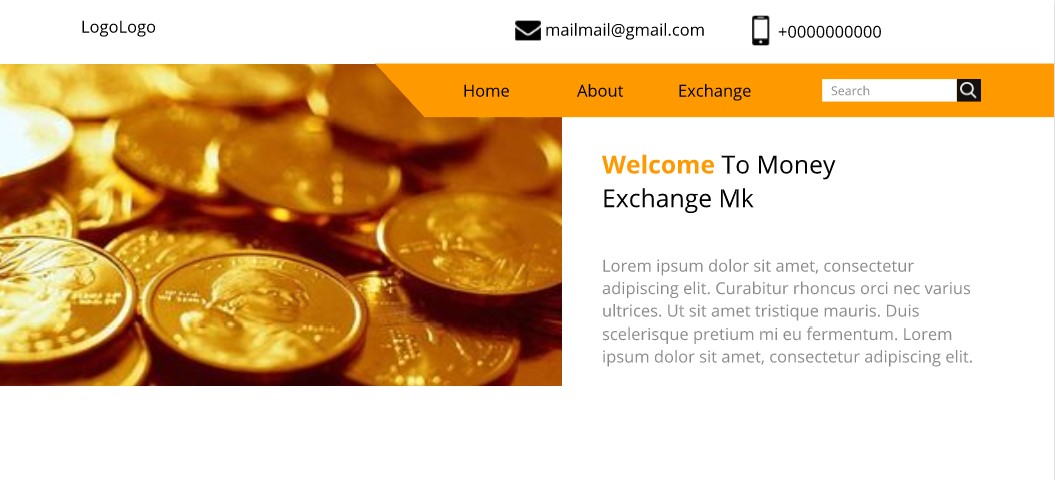 LogoLogo
mailmail@gmail.com
+0000000000
Home
About
Exchange
Search
Welcome To Money
Exchange Mk
Lorem ipsum dolor sit amet, consectetur
adipiscing elit. Curabitur rhoncus orci nec varius
ultrices. Ut sit amet tristique mauris. Duis
scelerisque pretium mi eu fermentum. Lorem
ipsum dolor sit amet, consectetur adipiscing elit.